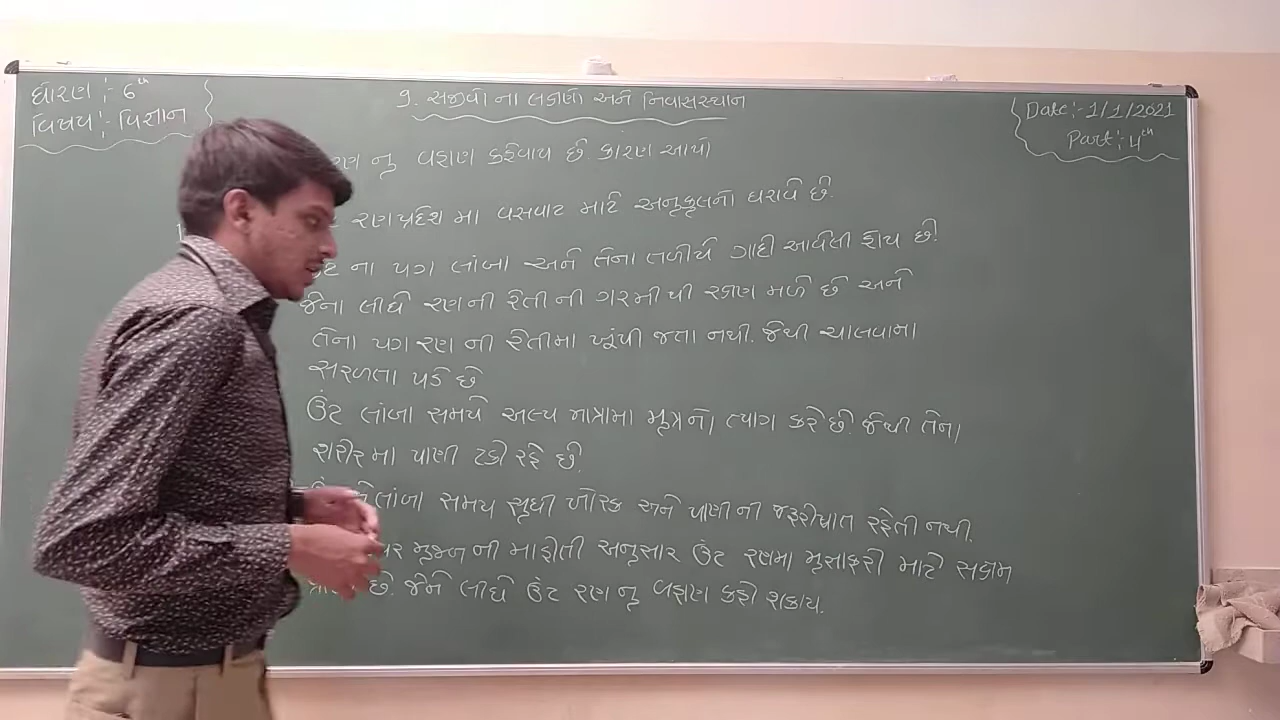 ધોરણ :- 6th
વિષય :- વિજ્ઞાન
9. સજીવો ના લક્ષણો અને નિવાસસ્થાન
Date:- 1/1/2021
Part:- 4th
રણ નુ વહાણ કહેવાય છે. કારણ આપો
રણપ્રદેશ મા વસવાટ માટે અનુકૂલનો ધરાવે છે.
ઉંટ ના પગ લાંબા અને તેના તળીયે ગાદી આવેલી હોય છે.
જેના લીધે રણની રેતી ની ગરમીથી રક્ષણ મળે છે અને
તેના પગ રણ ની રેતીમા ખૂંપી જતા નથી. જેથી ચાલવામા
સરળતા પડે છે
ઉંટ લાંબા સમયે અલ્પ માત્રામા મૂત્રનો ત્યાગ કરે છે. જેથી તેના
શરીરમા પાણી ટકી રહે છે.
લાંબા સમય સુધી ખોરક અને પાણી ની જરૂરીયાત રહેતી નથી.
મુજબ ની માહીતી અનુસાર ઉંટ રણમા મુસાફરી માટે સક્ષમ
છે. જેને લીધે ઉંટ રણ નુ વહાણ કહી શકાય.